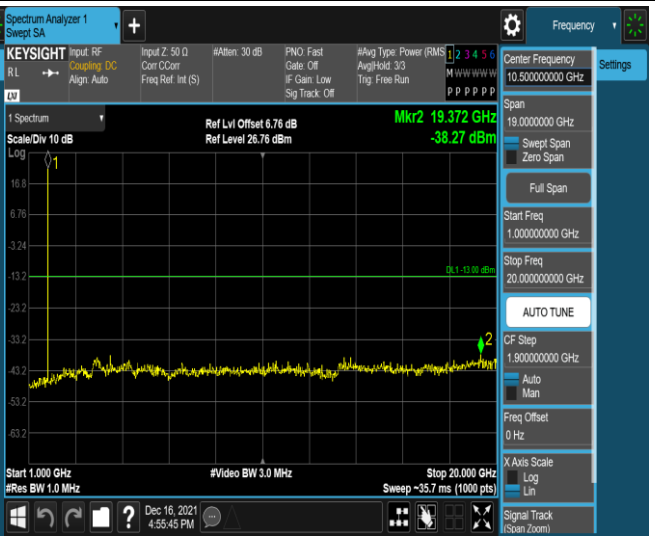 Spectrum Analyzer 1
Swept SA
+
Frequency
KEYSIGHT
Input: RF
Input Z: 50 Ω
#Atten: 30 dB
PNO: Fast
#Avg Type: Power (RMS
1 2 3 4 5 6
R L
Coupling: DC
Corr CCorr
Gate: Off
Avg|Hold: 3/3
M W W W W W
Align: Auto
Freq Ref: Int (S)
IF Gain: Low
Trig: Free Run
Sig Track: Off
P P P P P P
LXI
1 Spectrum
Scale/Div 10 dB
Ref Lvl Offset 6.76 dB
Ref Level 26.76 dBm
Mkr2 19.372 GHz
-38.27 dBm
Log
1
16.8
6.76
-3.24
-13.2
DL1 -13.00 dBm
-23.2
-33.2
2
-43.2
-53.2
-63.2
Start 1.000 GHz
#Video BW 3.0 MHz
Stop 20.000 GHz
#Res BW 1.0 MHz
Sweep ~35.7 ms (1000 pts)
Dec 16, 2021
4:55:45 PM
?
Center Frequency
10.500000000 GHz
Settings
Span
19.0000000 GHz
Swept Span
Zero Span
Full Span
Start Freq
1.000000000 GHz
Stop Freq
20.000000000 GHz
AUTO TUNE
CF Step
1.900000000 GHz
Auto
Man
Freq Offset
0 Hz
X Axis Scale
Log
Lin
Signal Track
(Span Zoom)